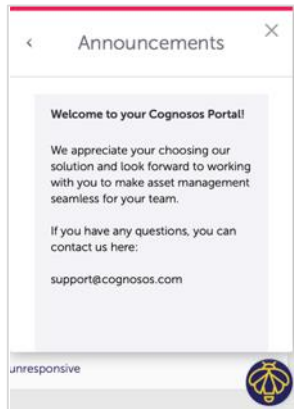 Announcements
Welcome to your Cognosos Portal!
We appreciate your choosing our
solution and look forward to working
with you to make asset management
seamless for your team.
If you have any questions, you can
contact us here:
support@cognosos.com
unresponsive